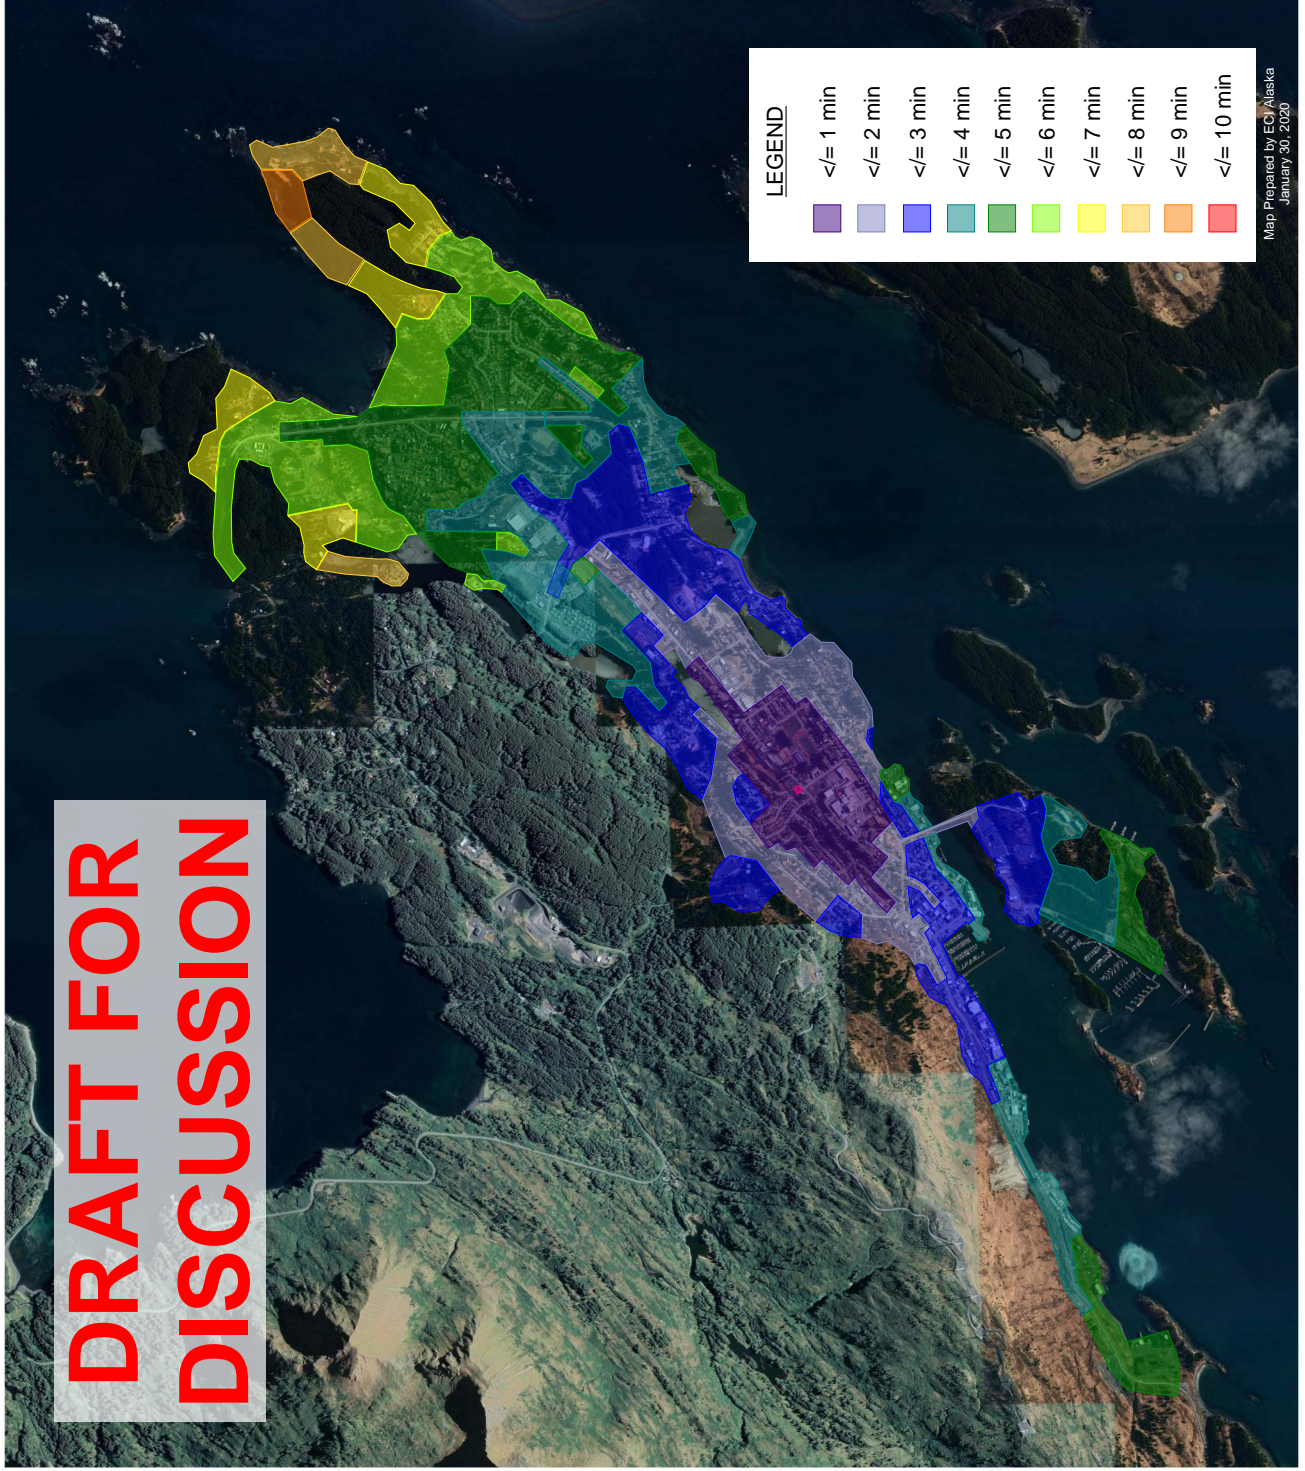 DRAFT FOR
DISCUSSION
LEGEND
</= 1 min
</= 2 min
</= 3 min
</= 4 min
</= 5 min
</= 6 min
</= 7 min
</= 8 min
</= 9 min
</= 10 min
Map Prepared by ECI Alaska
January 30, 2020